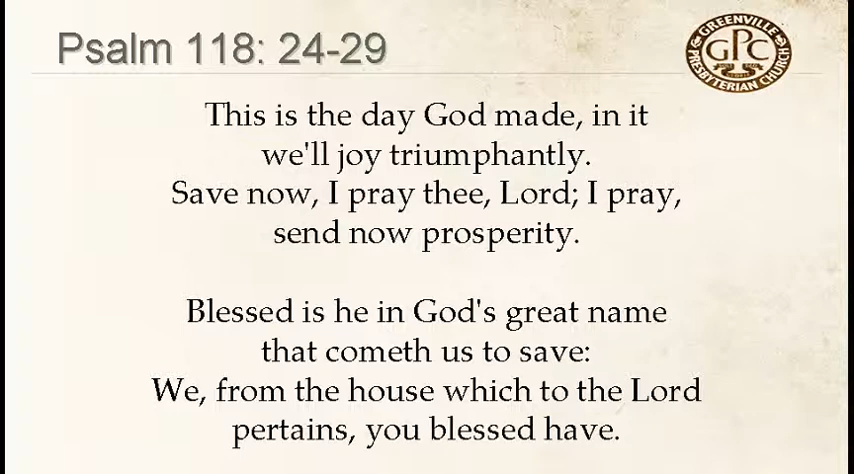 Psalm 118: 24-29
GREENVILLE
GPC
PRESBYTERIAN CHURCH
This is the day God made, in it
we'll joy triumphantly.
Save now, I pray thee, Lord; I pray,
send now prosperity.
Blessed is he in God's great name
that cometh us to save:
We, from the house which to the Lord
pertains, you blessed have.